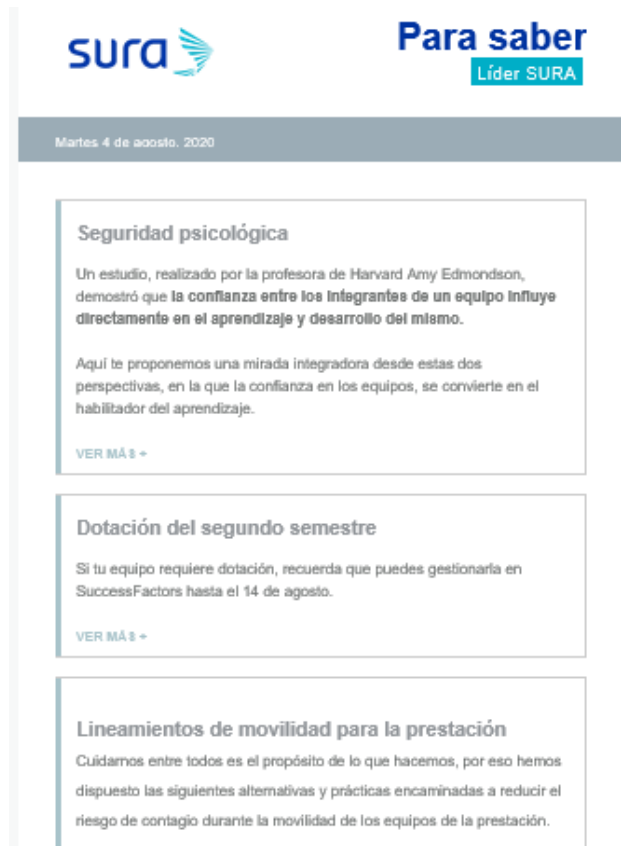 sura
Para saber
Líder SURA
Martes 4 de agosto. 2020
Seguridad psicológica
Un estudio, realizado por la profesora de Harvard Amy Edmondson,
demostró que la confianza entre los integrantes de un equipo influye
directamente en el aprendizaje y desarrollo del mismo.
Aquí te proponemos una mirada integradora desde estas dos
perspectivas, en la que la confianza en los equipos, se convierte en el
habilitador del aprendizaje.
VER MÁS +
Dotación del segundo semestre
Si tu equipo requiere dotación, recuerda que puedes gestionarla en
SuccessFactors hasta el 14 de agosto.
VER MÁS +
Lineamientos de movilidad para la prestación
Cuidarnos entre todos es el propósito de lo que hacemos, por eso hemos
dispuesto las siguientes alternativas y prácticas encaminadas a reducir el
riesgo de contagio durante la movilidad de los equipos de la prestación.